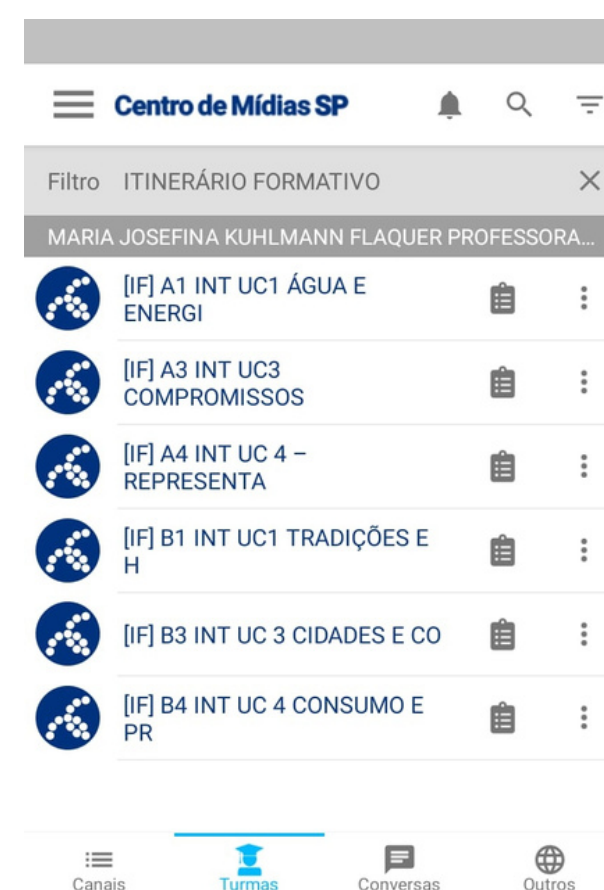 Centro de Mídias SP
Filtro ITINERÁRIO FORMATIVO
MARIA JOSEFINA KUHLMANN FLAQUER PROFESSORA...
[IF] A1 INT UC1 ÁGUA E
ENERGI
[IF] A3 INT UC3
COMPROMISSOS
[IF] A4 INT UC 4 –
REPRESENTA
[IF] B1 INT UC1 TRADIÇÕES E
H
[IF] B3 INT UC 3 CIDADES E CO
[IF] B4 INT UC 4 CONSUMO E
PR
Canais Turmas Conversas Outros